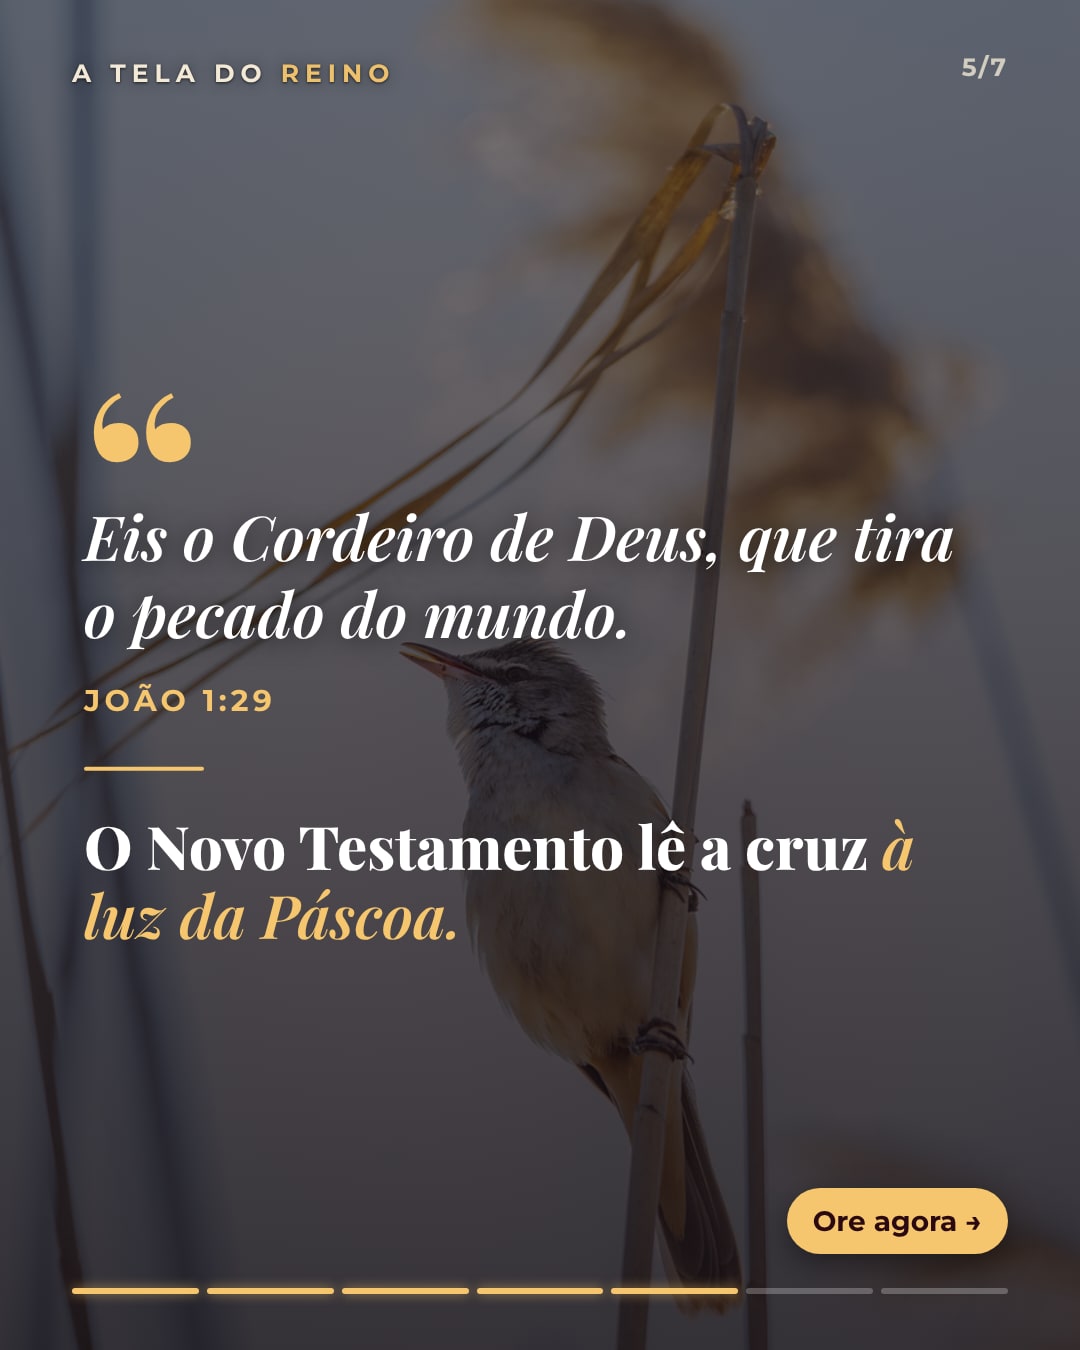 A TELA DO REINO
5/7
“
Eis o Cordeiro de Deus, que tira
o pecado do mundo.
JOÃO 1:29
O Novo Testamento lê a cruz à
luz da Páscoa.
Ore agora →